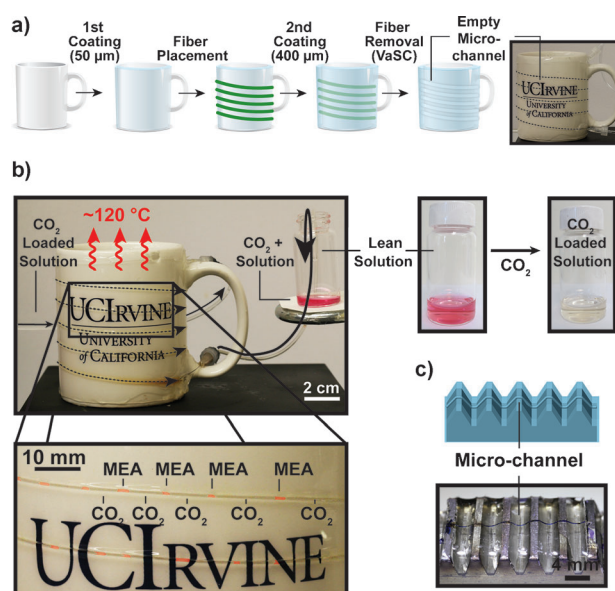 a)
1st
Coating
(50 µm)
Fiber
Placement
2nd
Coating
(400 µm)
Fiber
Removal
(VaSC)
Empty
Micro-
channel
UCIRVINE
UNIVERSITY
of CALIFORNIA
b)
CO2
Loaded
Solution
~120 °C
CO2 +
Solution
Lean
Solution
CO2
CO2
Loaded
Solution
UCIRVINE
UNIVERSITY
of CALIFORNIA
2 cm
c)
Micro-channel
4 mm
10 mm
MEA MEA MEA MEA
CO2 CO2 CO2 CO2 CO2
UCIRVINE